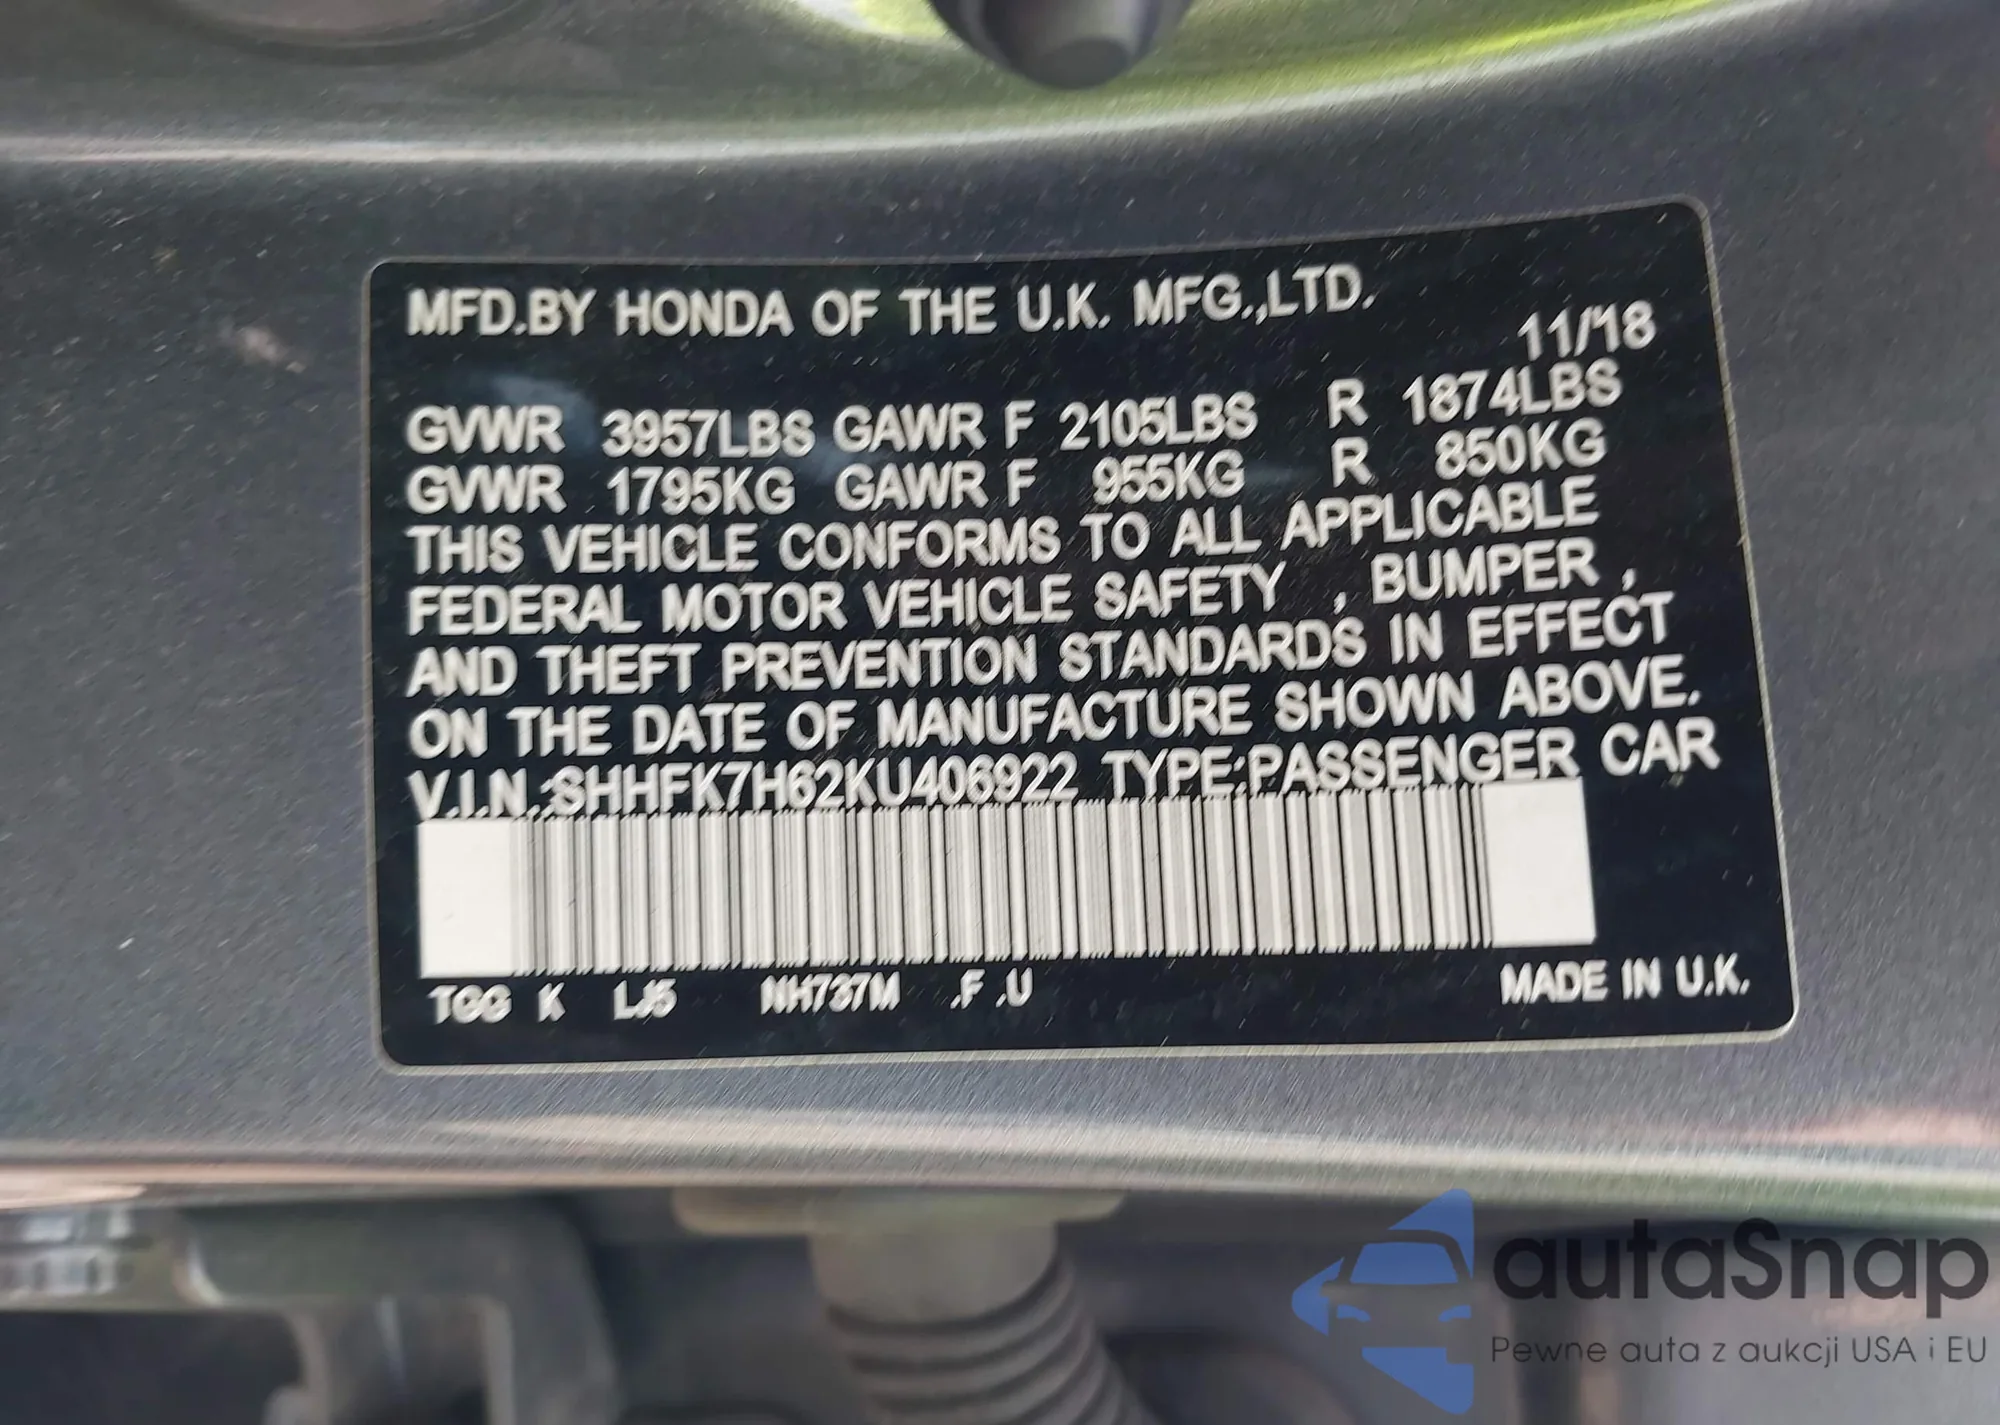 MFD.BY HONDA OF THE U.K. MFG.,LTD.
11/18
GVWR 3957LBS GAWR F 2105LBS R 1874LBS
GVWR 1795KG GAWR F 955KG R 850KG
THIS VEHICLE CONFORMS TO ALL APPLICABLE
FEDERAL MOTOR VEHICLE SAFETY , BUMPER ,
AND THEFT PREVENTION STANDARDS IN EFFECT
ON THE DATE OF MANUFACTURE SHOWN ABOVE.
V.I.N.:SHHFK7H62KU406922 TYPE:PASSENGER CAR
TGG K LJ5 NH737M .F .U MADE IN U.K.
autaSnap
Pewne auta z aukcji USA i EU